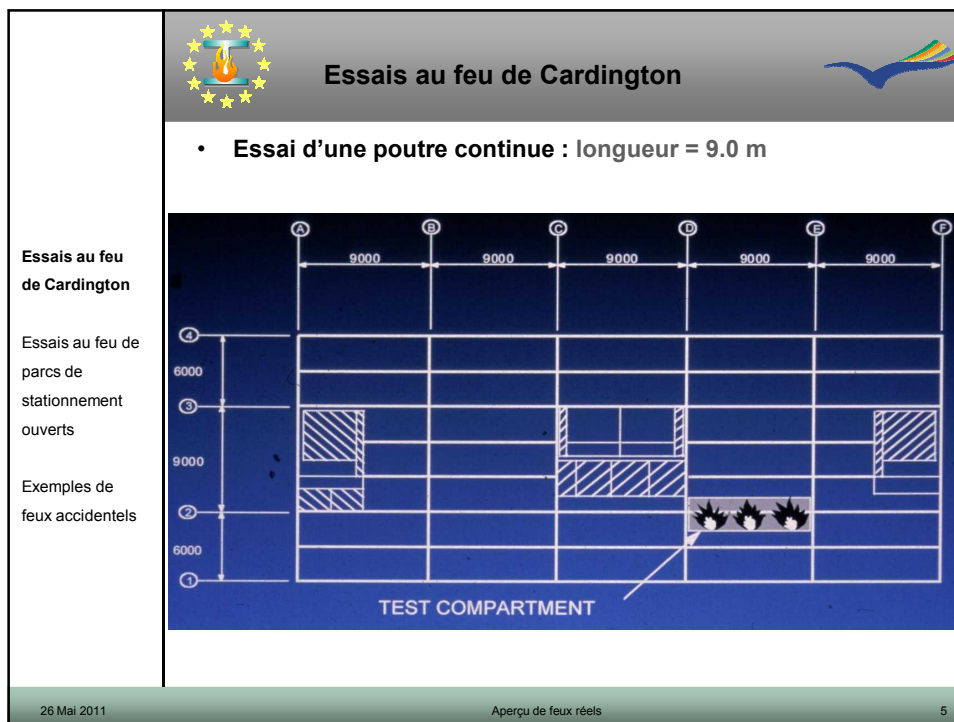 Essais au feu de Cardington
• Essai d'une poutre continue : longueur = 9.0 m
Essais au feu
de Cardington
Essais au feu de
parcs de
stationnement
ouverts
Exemples de
feux accidentels
A B C D E F
9000 9000 9000 9000 9000
4
6000
3
9000
2
6000
1
TEST COMPARTMENT
26 Mai 2011 Aperçu de feux réels 5